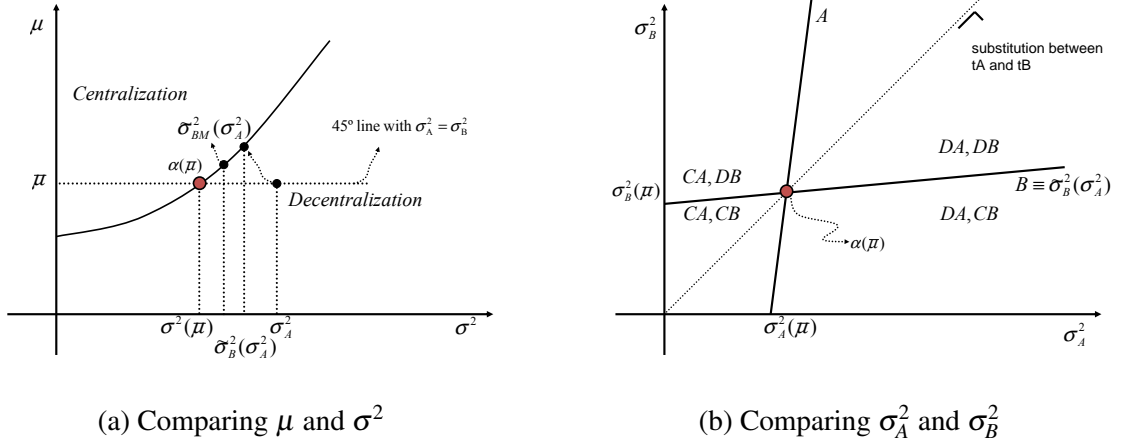 μ
Centralization
σ̃²_BM(σ²_A)
45º line with σ²_A = σ²_B
α(μ̄)
μ̄
Decentralization
σ²(μ̄)
σ²_A
σ²
σ̃²_B(σ²_A)
(a) Comparing μ and σ²
σ²_B
A
substitution between
tA and tB
DA, DB
CA, DB
σ²_B(μ̄)
B ≡ σ̃²_B(σ²_A)
CA, CB
DA, CB
α(μ̄)
σ²_A(μ̄)
σ²_A
(b) Comparing σ²_A and σ²_B